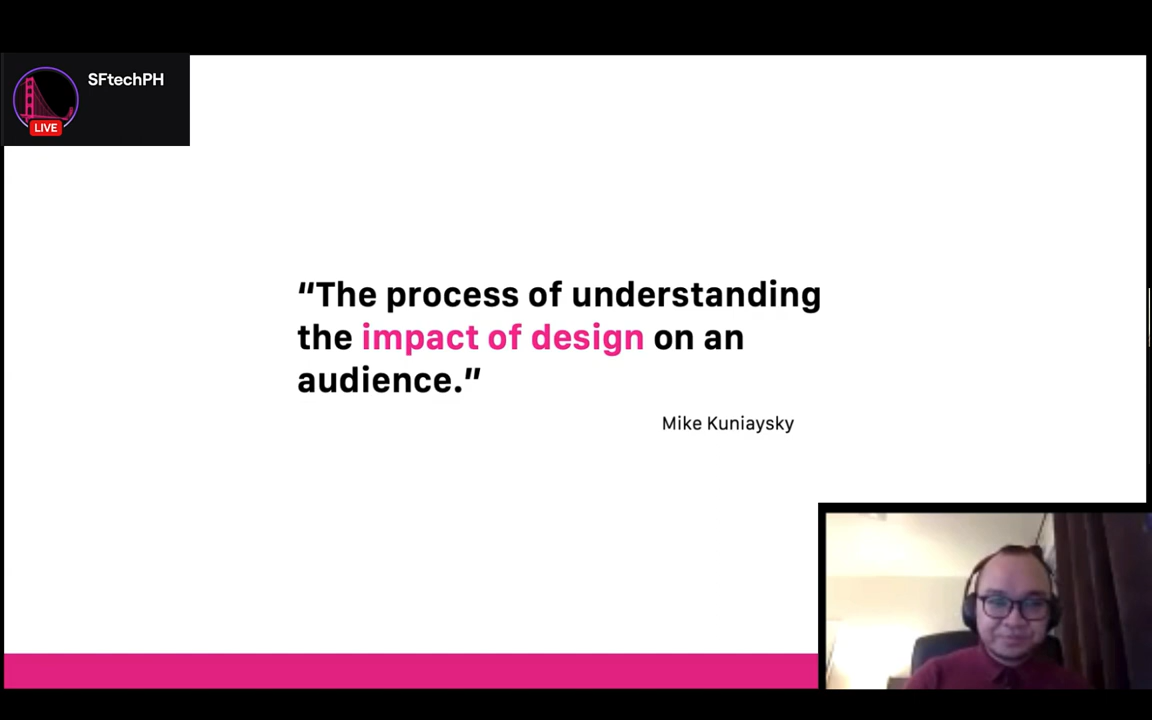 SFtechPH
LIVE
“The process of understanding
the impact of design on an
audience.”
Mike Kuniaysky